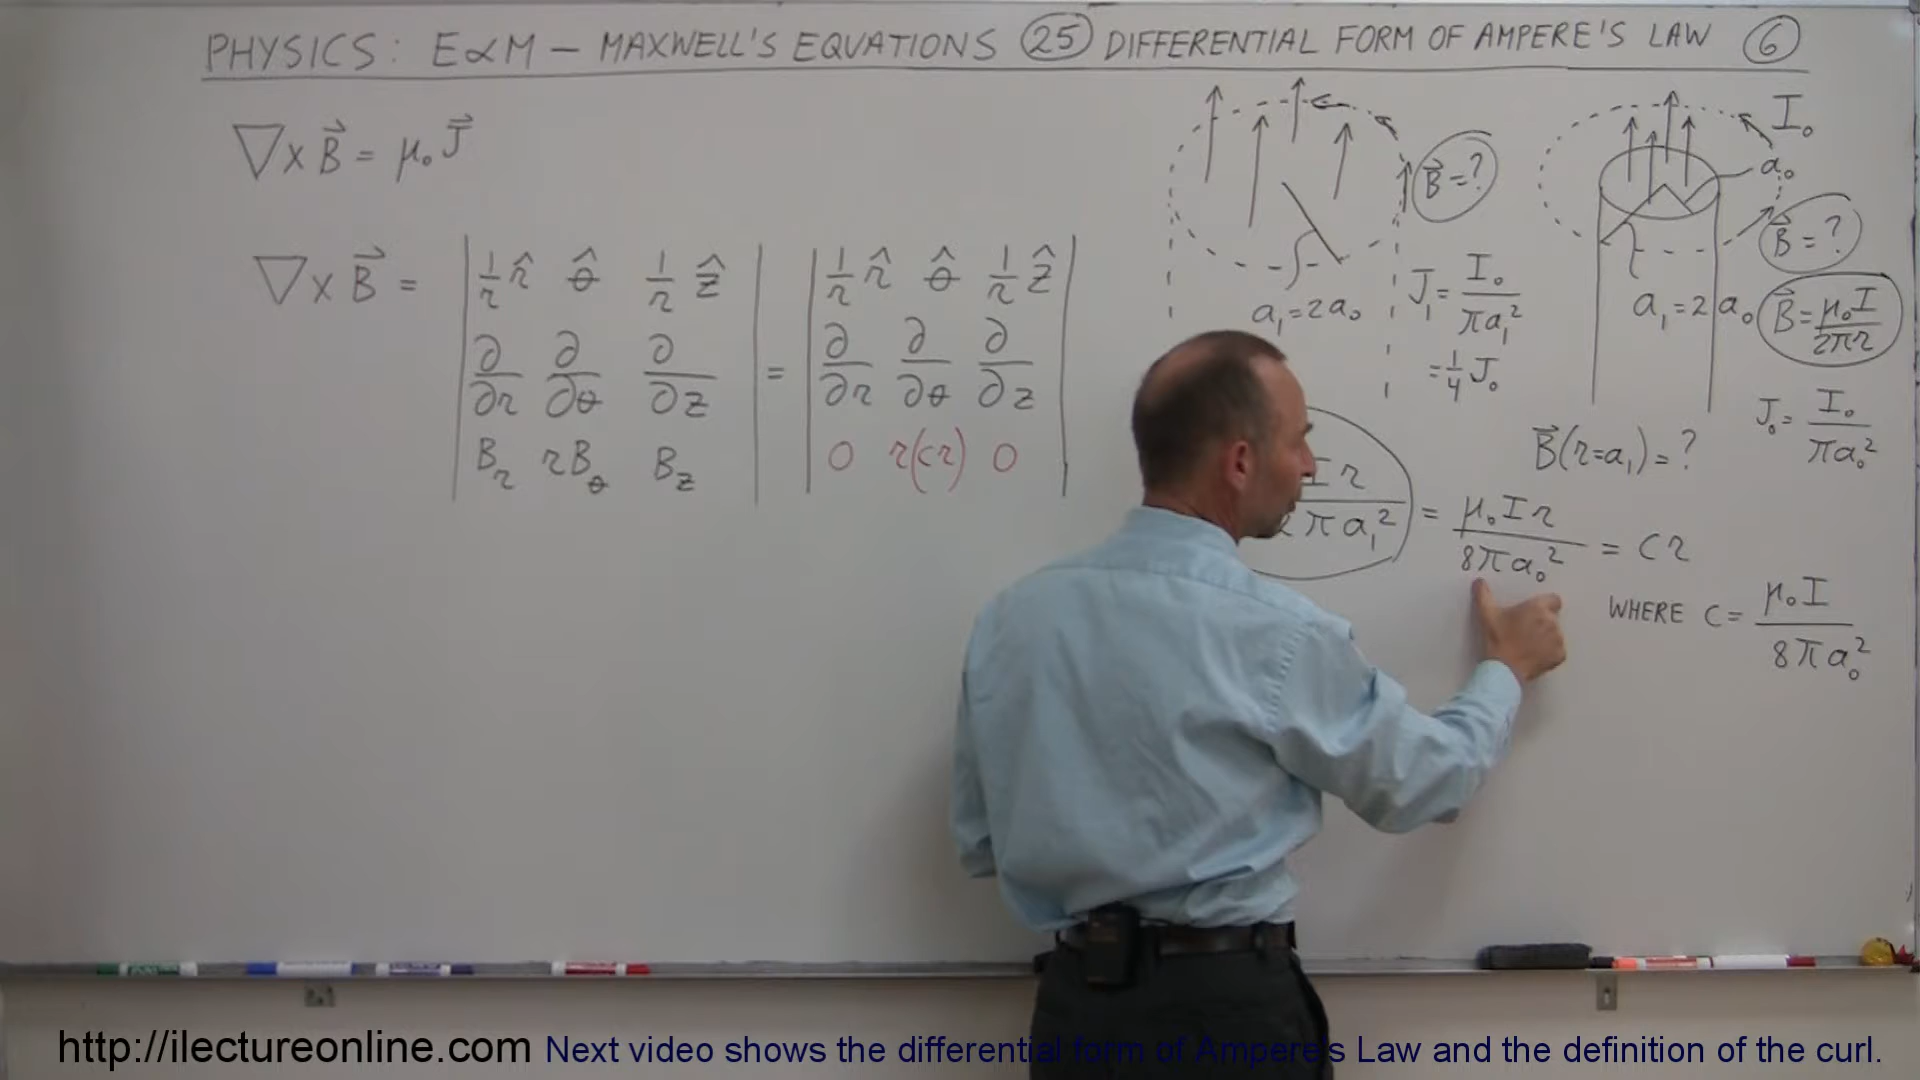 PHYSICS: E&M – MAXWELL'S EQUATIONS (25) DIFFERENTIAL FORM OF AMPERE'S LAW (6)
∇ × B⃗ = μ₀ J⃗
∇ × B⃗ = | 1/r r̂ θ̂ 1/r ẑ | = | 1/r r̂ θ̂ 1/r ẑ |
∂/∂r ∂/∂θ ∂/∂z ∂/∂r ∂/∂θ ∂/∂z
B_r rB_θ B_z 0 r(cr) 0
B⃗ = ?
a₁ = 2a₀
J₁ = I₀/πa₁²
= 1/4 J₀
I₀
a₀
B⃗ = ?
a₁ = 2a₀
B⃗ = μ₀I/2πr
J₀ = I₀/πa₀²
B⃗(r=a₁) = ?
Ir/2πa₁² = μ₀Ir/8πa₀² = cr
WHERE c = μ₀I/8πa₀²
http://ilectureonline.com Next video shows the differential form of Ampere's Law and the definition of the curl.